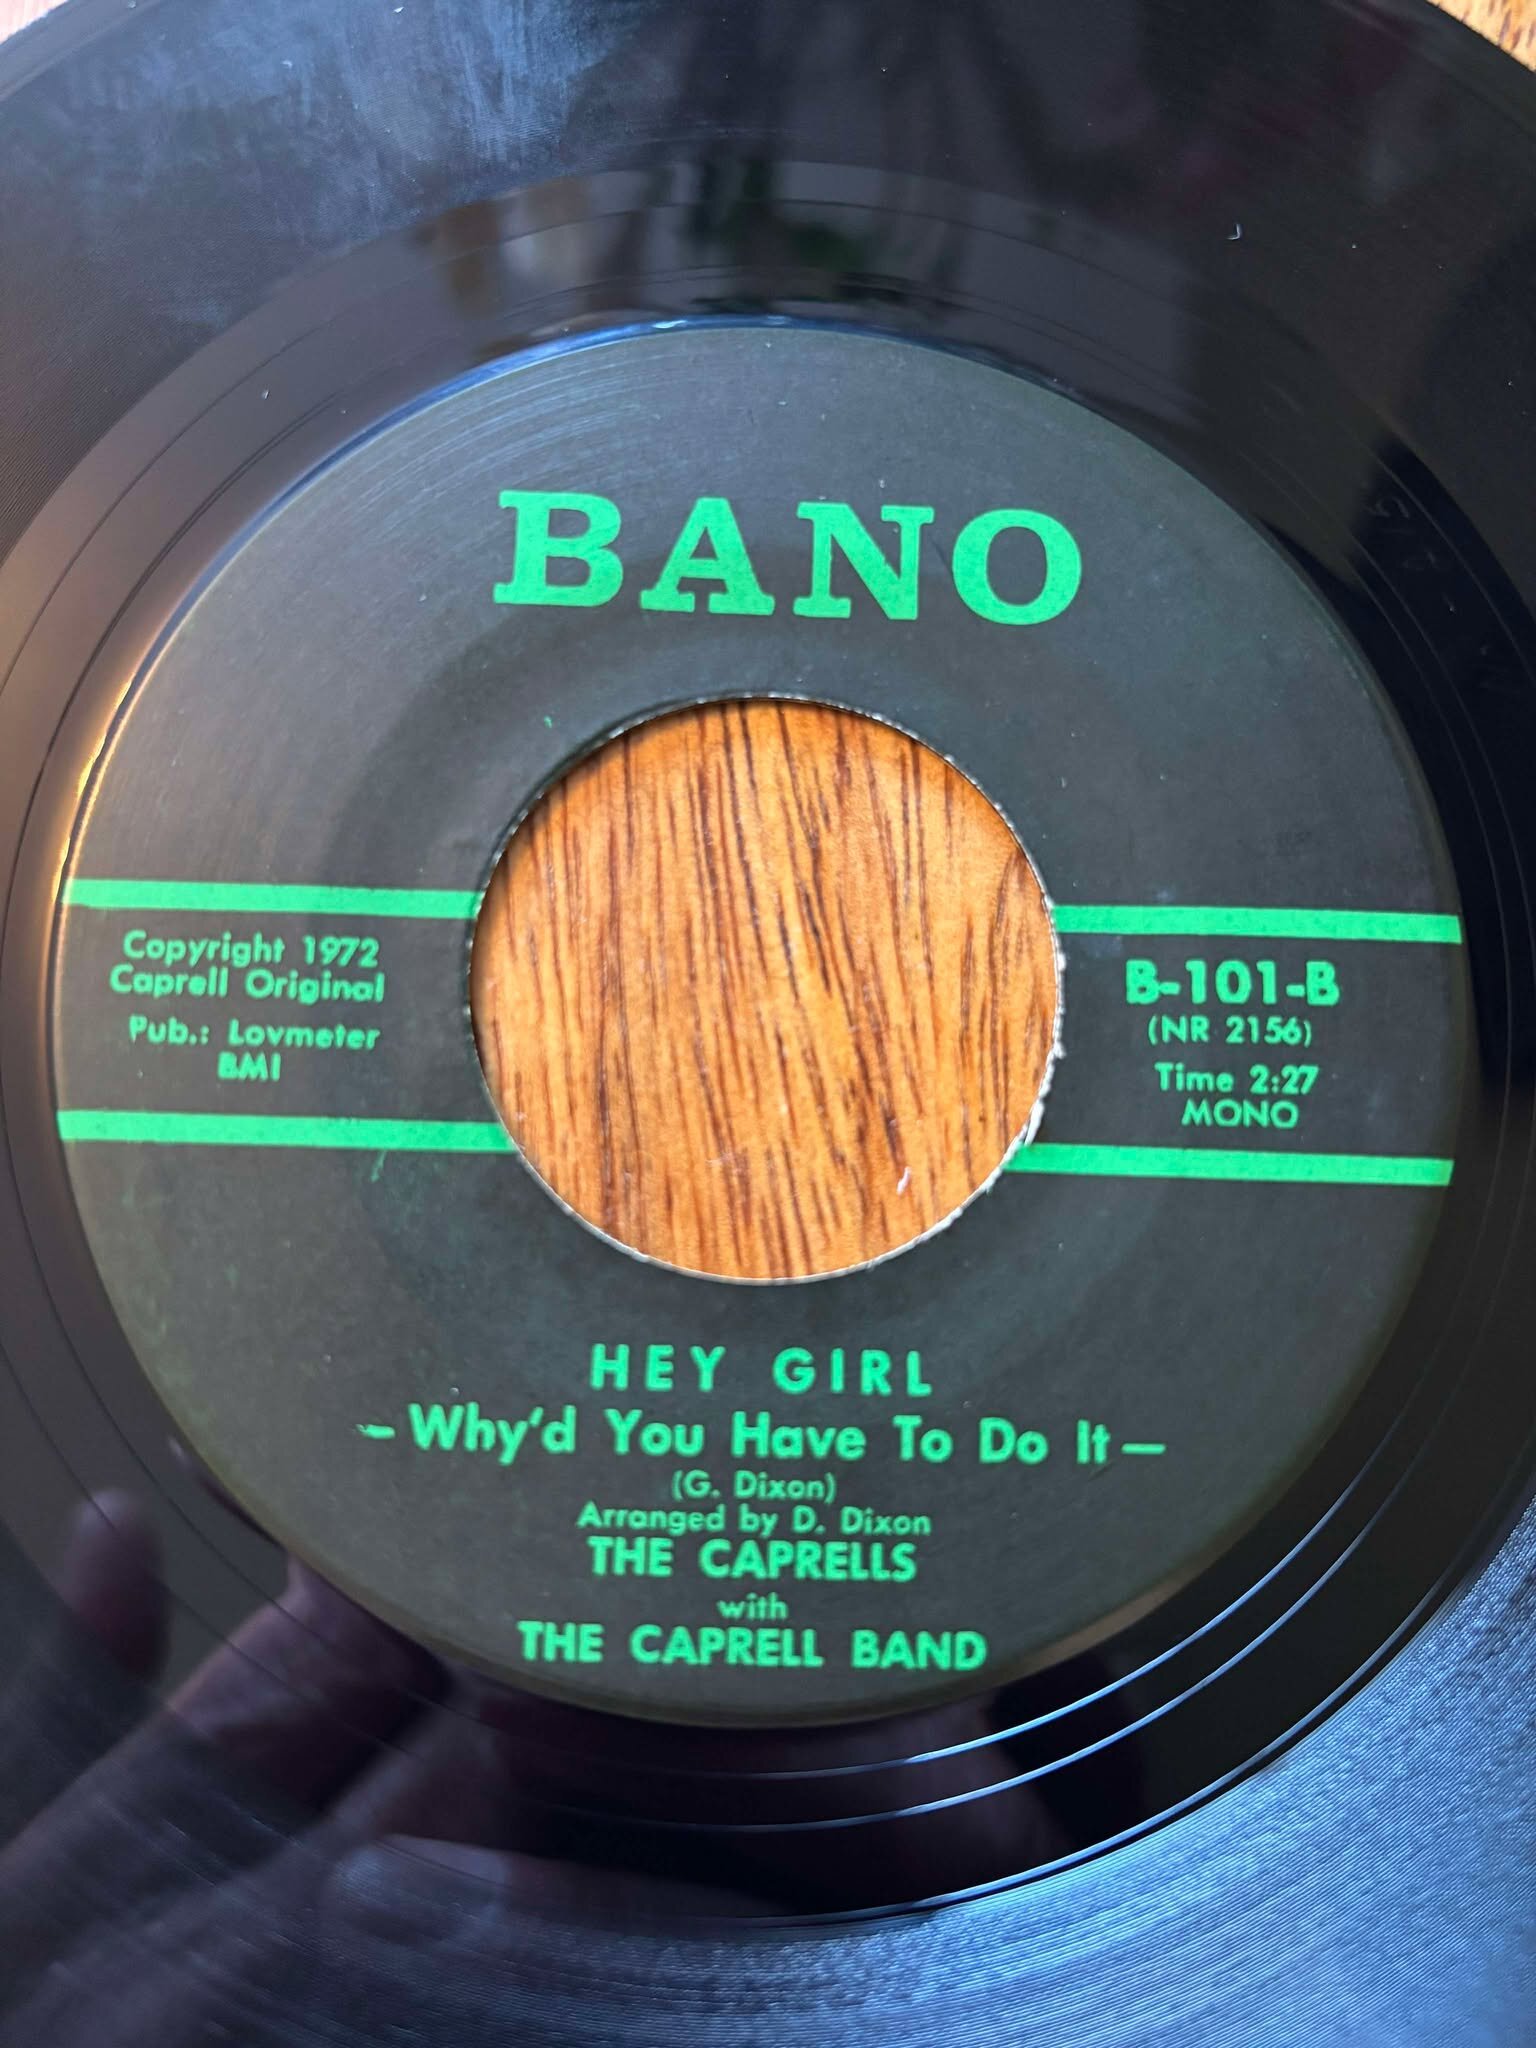 BANO
Copyright 1972
Caprell Original
Pub.: Lovmeter
BMI
B-101-B
(NR 2156)
Time 2:27
MONO
HEY GIRL
- Why'd You Have To Do It -
(G. Dixon)
Arranged by D. Dixon
THE CAPRELLS
with
THE CAPRELL BAND